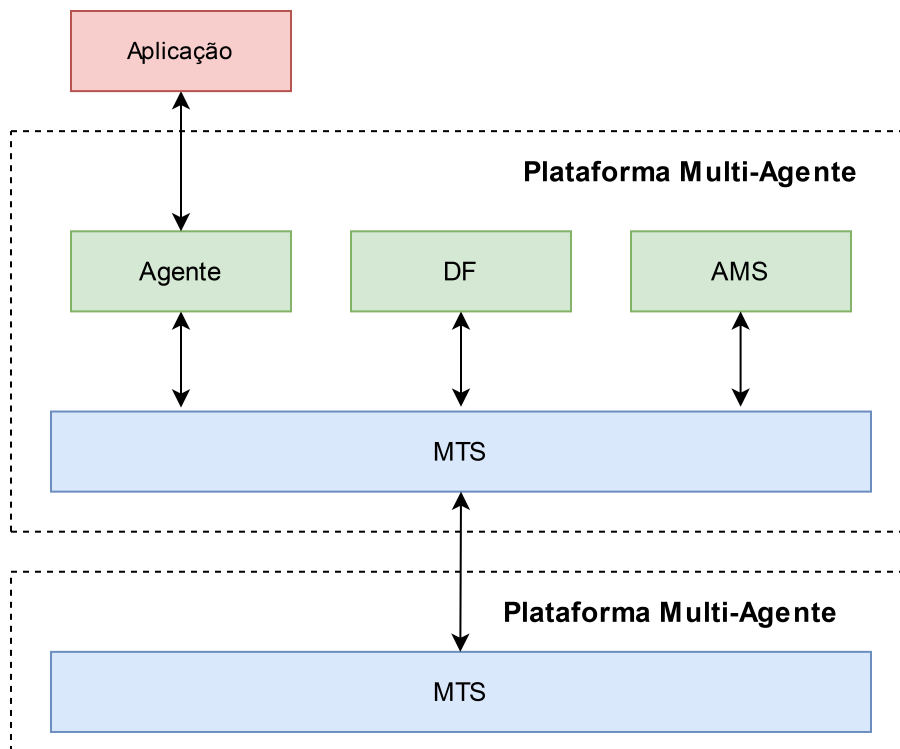 Aplicação
Plataforma Multi-Agente
Agente
DF
AMS
MTS
Plataforma Multi-Agente
MTS